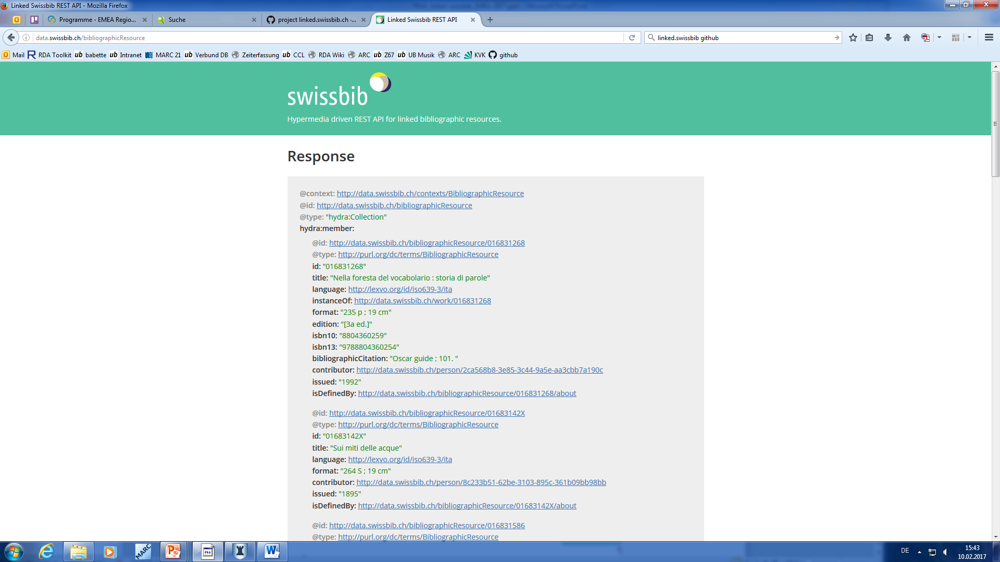 Linked Swissbib REST API - Mozilla Firefox
Programme - EMEA Regio...
Suche
project linked.swissbib.ch ·...
Linked Swissbib REST API
data.swissbib.ch/bibliographicResource
linked.swissbib github
Mail RDA Toolkit ub babette ub Intranet MARC 21 ub Verbund DB Zeiterfassung ub CCL RDA Wiki ARC ub Z67 ub UB Musik ARC KVK github
swissbib
Hypermedia driven REST API for linked bibliographic resources.
Response
@context: http://data.swissbib.ch/contexts/BibliographicResource
@id: http://data.swissbib.ch/bibliographicResource
@type: "hydra:Collection"
hydra:member:
@id: http://data.swissbib.ch/bibliographicResource/016831268
@type: http://purl.org/dc/terms/BibliographicResource
id: "016831268"
title: "Nella foresta del vocabolario : storia di parole"
language: http://lexvo.org/id/iso639-3/ita
instanceOf: http://data.swissbib.ch/work/016831268
format: "235 p ; 19 cm"
edition: "[3a ed.]"
isbn10: "8804360259"
isbn13: "9788804360254"
bibliographicCitation: "Oscar guide ; 101. "
contributor: http://data.swissbib.ch/person/2ca568b8-3e85-3c44-9a5e-aa3cbb7a190c
issued: "1992"
isDefinedBy: http://data.swissbib.ch/bibliographicResource/016831268/about
@id: http://data.swissbib.ch/bibliographicResource/01683142X
@type: http://purl.org/dc/terms/BibliographicResource
id: "01683142X"
title: "Sui miti delle acque"
language: http://lexvo.org/id/iso639-3/ita
format: "264 S ; 19 cm"
contributor: http://data.swissbib.ch/person/8c233b51-62be-3103-895c-361b09bb98bb
issued: "1895"
isDefinedBy: http://data.swissbib.ch/bibliographicResource/01683142X/about
@id: http://data.swissbib.ch/bibliographicResource/016831586
@type: http://purl.org/dc/terms/BibliographicResource
MARC
DE
15:43
10.02.2017